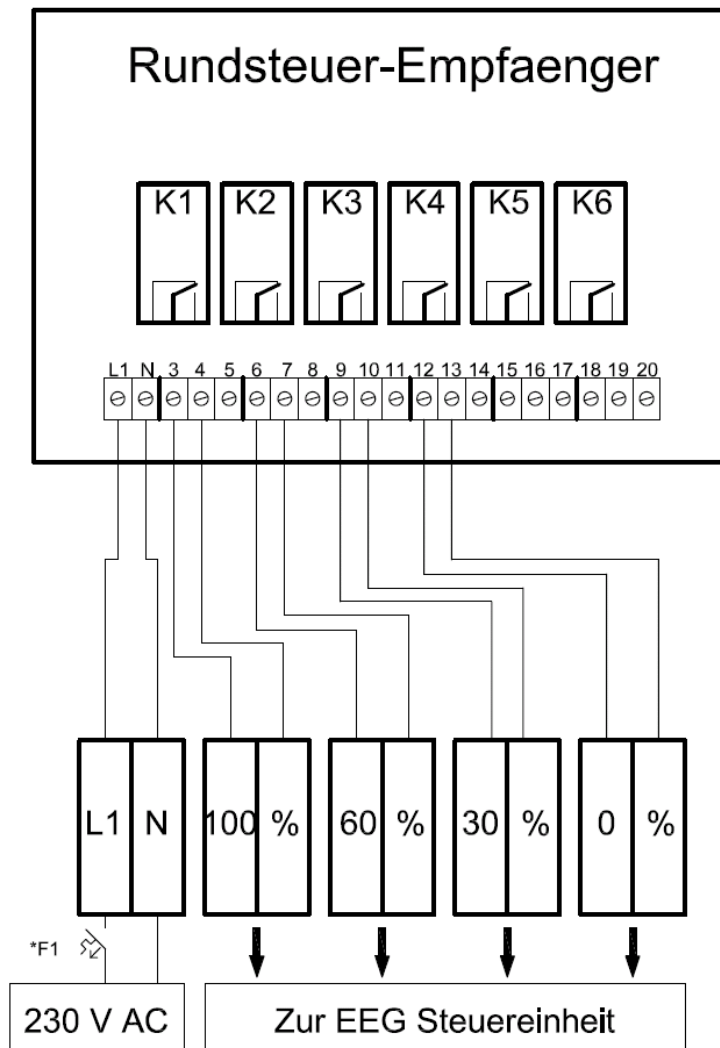 Rundsteuer-Empfaenger
K1 K2 K3 K4 K5 K6
L1 N 3 4 5 6 7 8 9 10 11 12 13 14 15 16 17 18 19 20
L1 N 100 % 60 % 30 % 0 %
*F1
230 V AC Zur EEG Steuereinheit